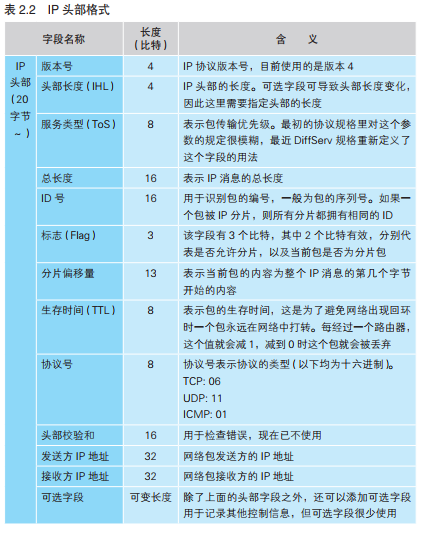 表 2.2 IP 头部格式
字段名称 长度（比特） 含 义
IP 头部（20 字节 ~ ）
版本号 4 IP 协议版本号，目前使用的是版本 4
头部长度（IHL） 4 IP 头部的长度。可选字段可导致头部长度变化，
因此这里需要指定头部的长度
服务类型（ToS） 8 表示包传输优先级。最初的协议规格里对这个参
数的规定很模糊，最近 DiffServ 规格重新定义了
这个字段的用法
总长度 16 表示 IP 消息的总长度
ID 号 16 用于识别包的编号，一般为包的序列号。如果一
个包被 IP 分片，则所有分片都拥有相同的 ID
标志（Flag） 3 该字段有 3 个比特，其中 2 个比特有效，分别代
表是否允许分片，以及当前包是否为分片包
分片偏移量 13 表示当前包的内容为整个 IP 消息的第几个字节
开始的内容
生存时间（TTL） 8 表示包的生存时间，这是为了避免网络出现回环
时一个包永远在网络中打转。每经过一个路由器，
这个值就会减 1，减到 0 时这个包就会被丢弃
协议号 8 协议号表示协议的类型（以下均为十六进制）。
TCP: 06
UDP: 11
ICMP: 01
头部校验和 16 用于检查错误，现在已不使用
发送方 IP 地址 32 网络包发送方的 IP 地址
接收方 IP 地址 32 网络包接收方的 IP 地址
可选字段 可变长度 除了上面的头部字段之外，还可以添加可选字段
用于记录其他控制信息，但可选字段很少使用